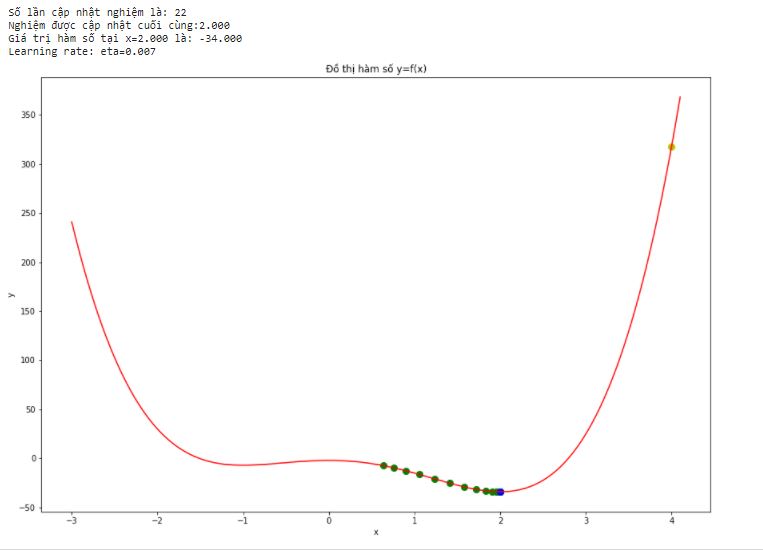 Số lần cập nhật nghiệm là: 22
Nghiệm được cập nhật cuối cùng:2.000
Giá trị hàm số tại x=2.000 là: -34.000
Learning rate: eta=0.007
Đồ thị hàm số y=f(x)
350
300
250
200
150
100
50
0
−50
y
−3 −2 −1 0 1 2 3 4
x